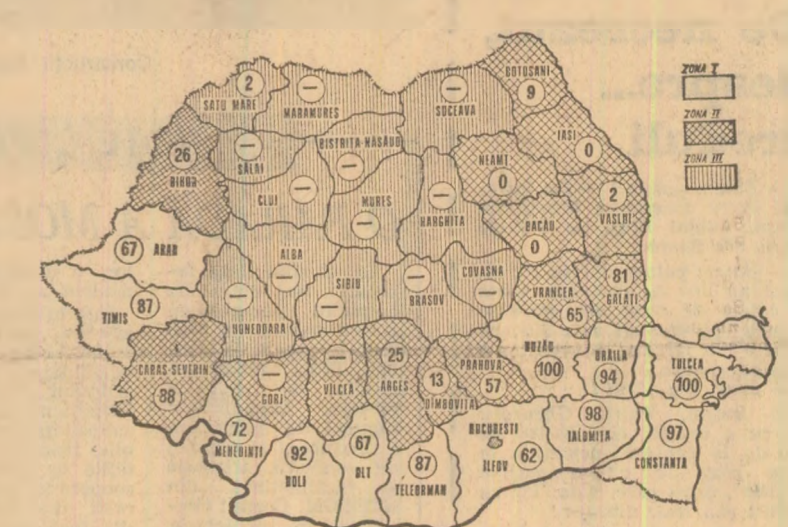 ZONA I
ZONA II
ZONA III
BOTOSANI
9
2
SATU MARE
—
MARAMURES
—
SUCEAVA
IASI
0
26
BIHOR
—
SALAJ
BISTRITA-NASAUD
—
NEAMT
0
CLUJ
—
MURES
—
HARGHITA
—
2
VASLUI
BACAU
0
67
ARAD
ALBA
—
SIBIU
—
BRASOV
—
COVASNA
—
VRANCEA
65
81
GALATI
TIMIS
87
—
HUNEDOARA
CARAS-SEVERIN
88
—
GORJ
—
VILCEA
25
ARGES
13
DIMBOVITA
PRAHOVA
57
BUZĂU
100
BRĂILA
94
TULCEA
100
72
MEHEDINTI
92
DOLJ
67
OLT
87
TELEORMAN
BUCURESTI
ILFOV
62
98
IALOMITA
97
CONSTANTA